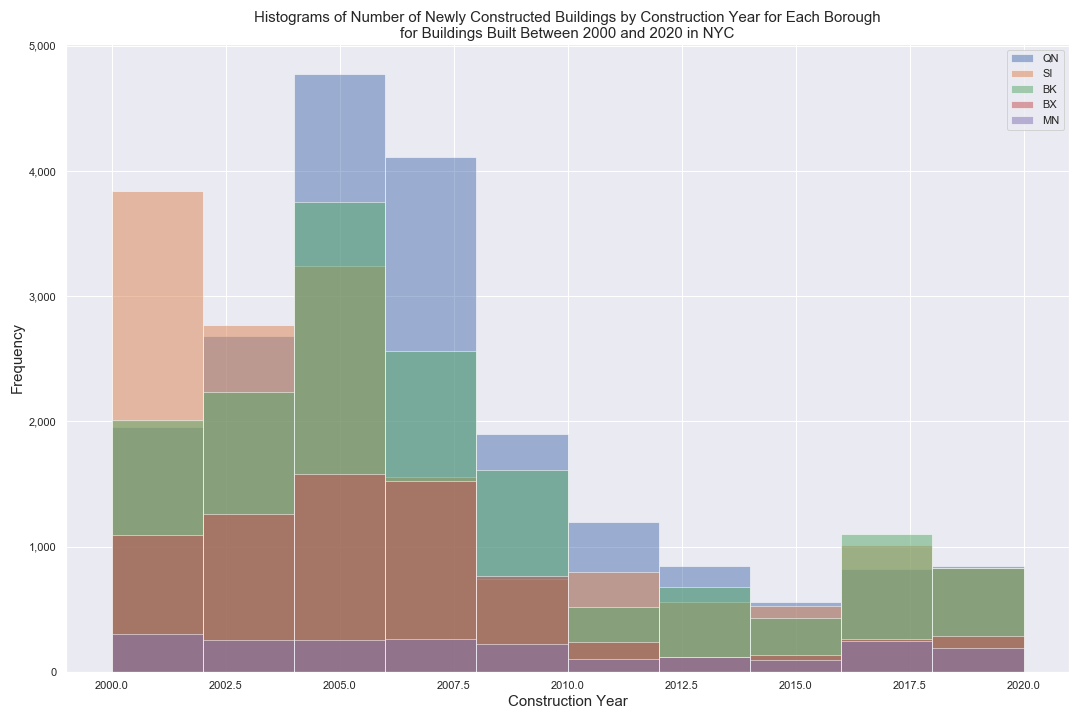 Histograms of Number of Newly Constructed Buildings by Construction Year for Each Borough
for Buildings Built Between 2000 and 2020 in NYC
5,000
4,000
3,000
2,000
1,000
0
Frequency
QN
SI
BK
BX
MN
2000.0 2002.5 2005.0 2007.5 2010.0 2012.5 2015.0 2017.5 2020.0
Construction Year